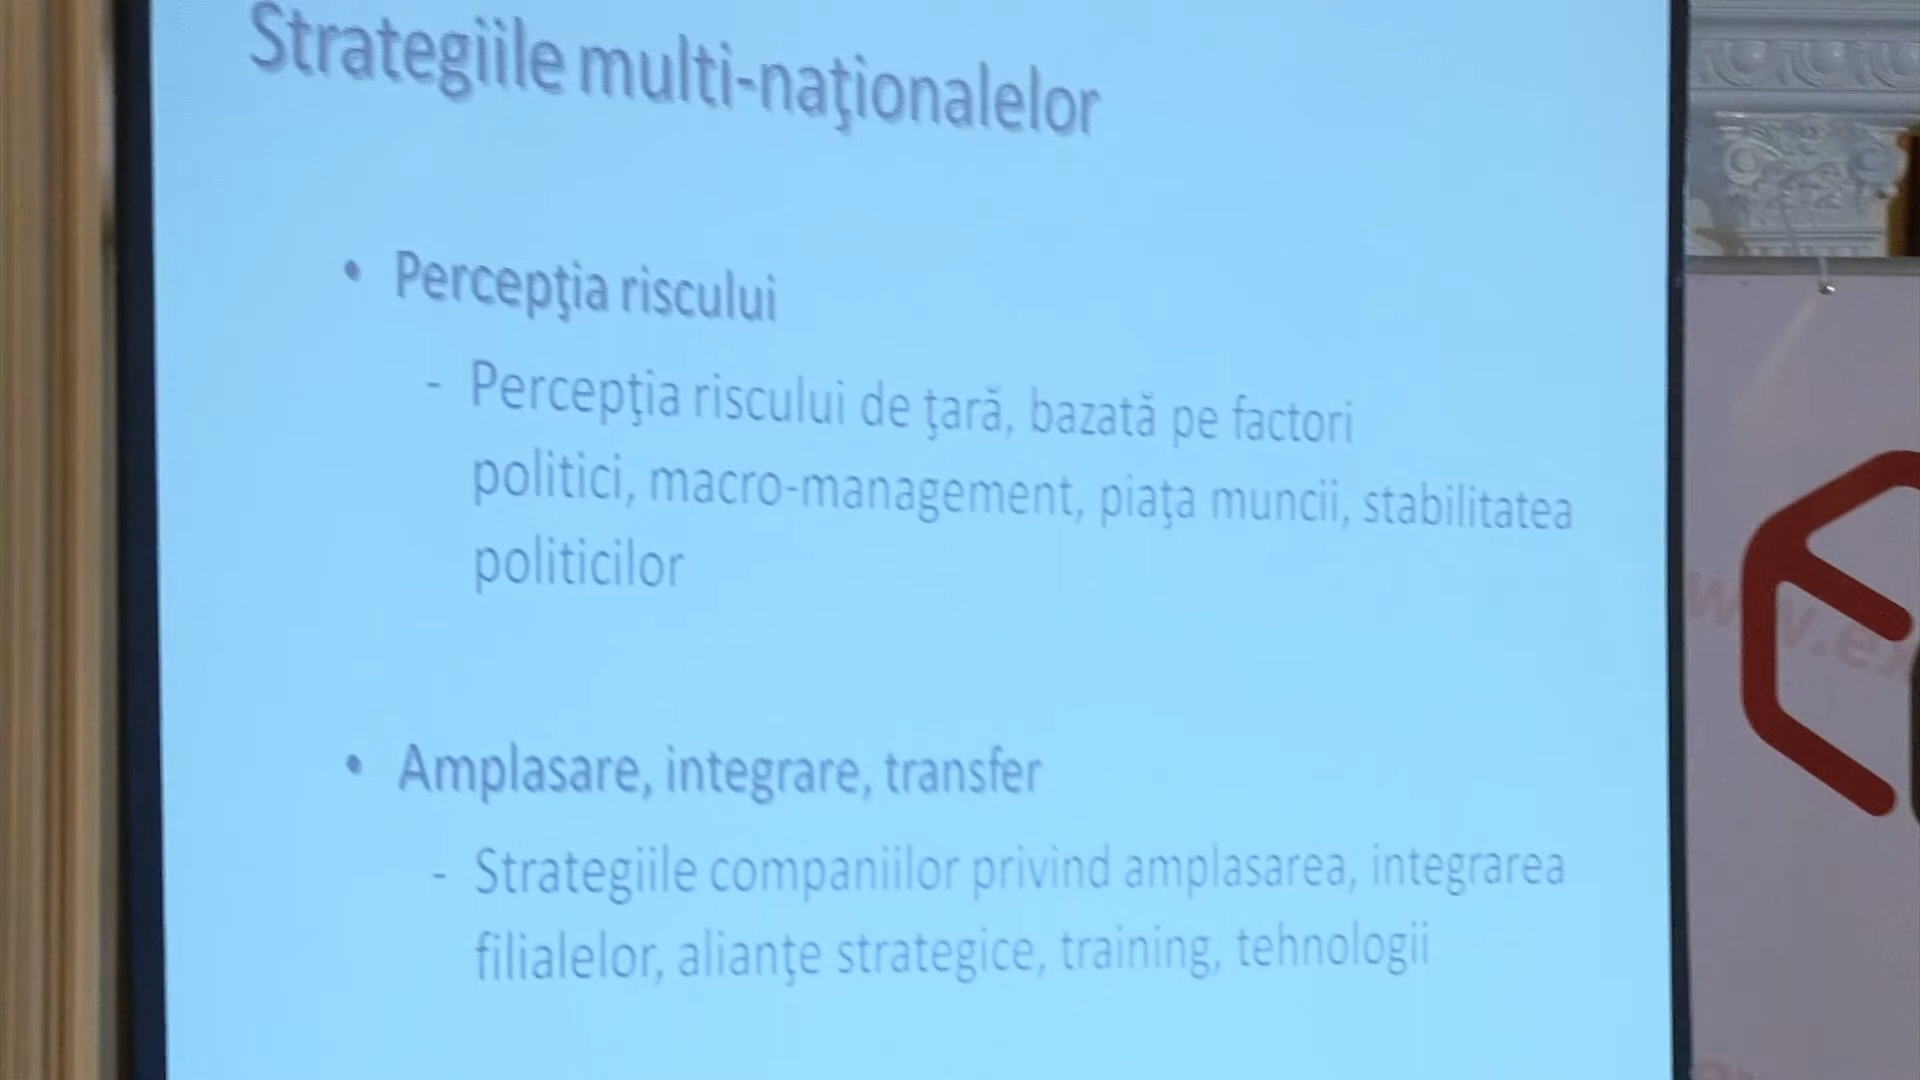 Strategiile multi-naţionalelor
• Percepţia riscului
- Percepţia riscului de ţară, bazată pe factori
politici, macro-management, piaţa muncii, stabilitatea
politicilor
• Amplasare, integrare, transfer
- Strategiile companiilor privind amplasarea, integrarea
filialelor, alianţe strategice, training, tehnologii